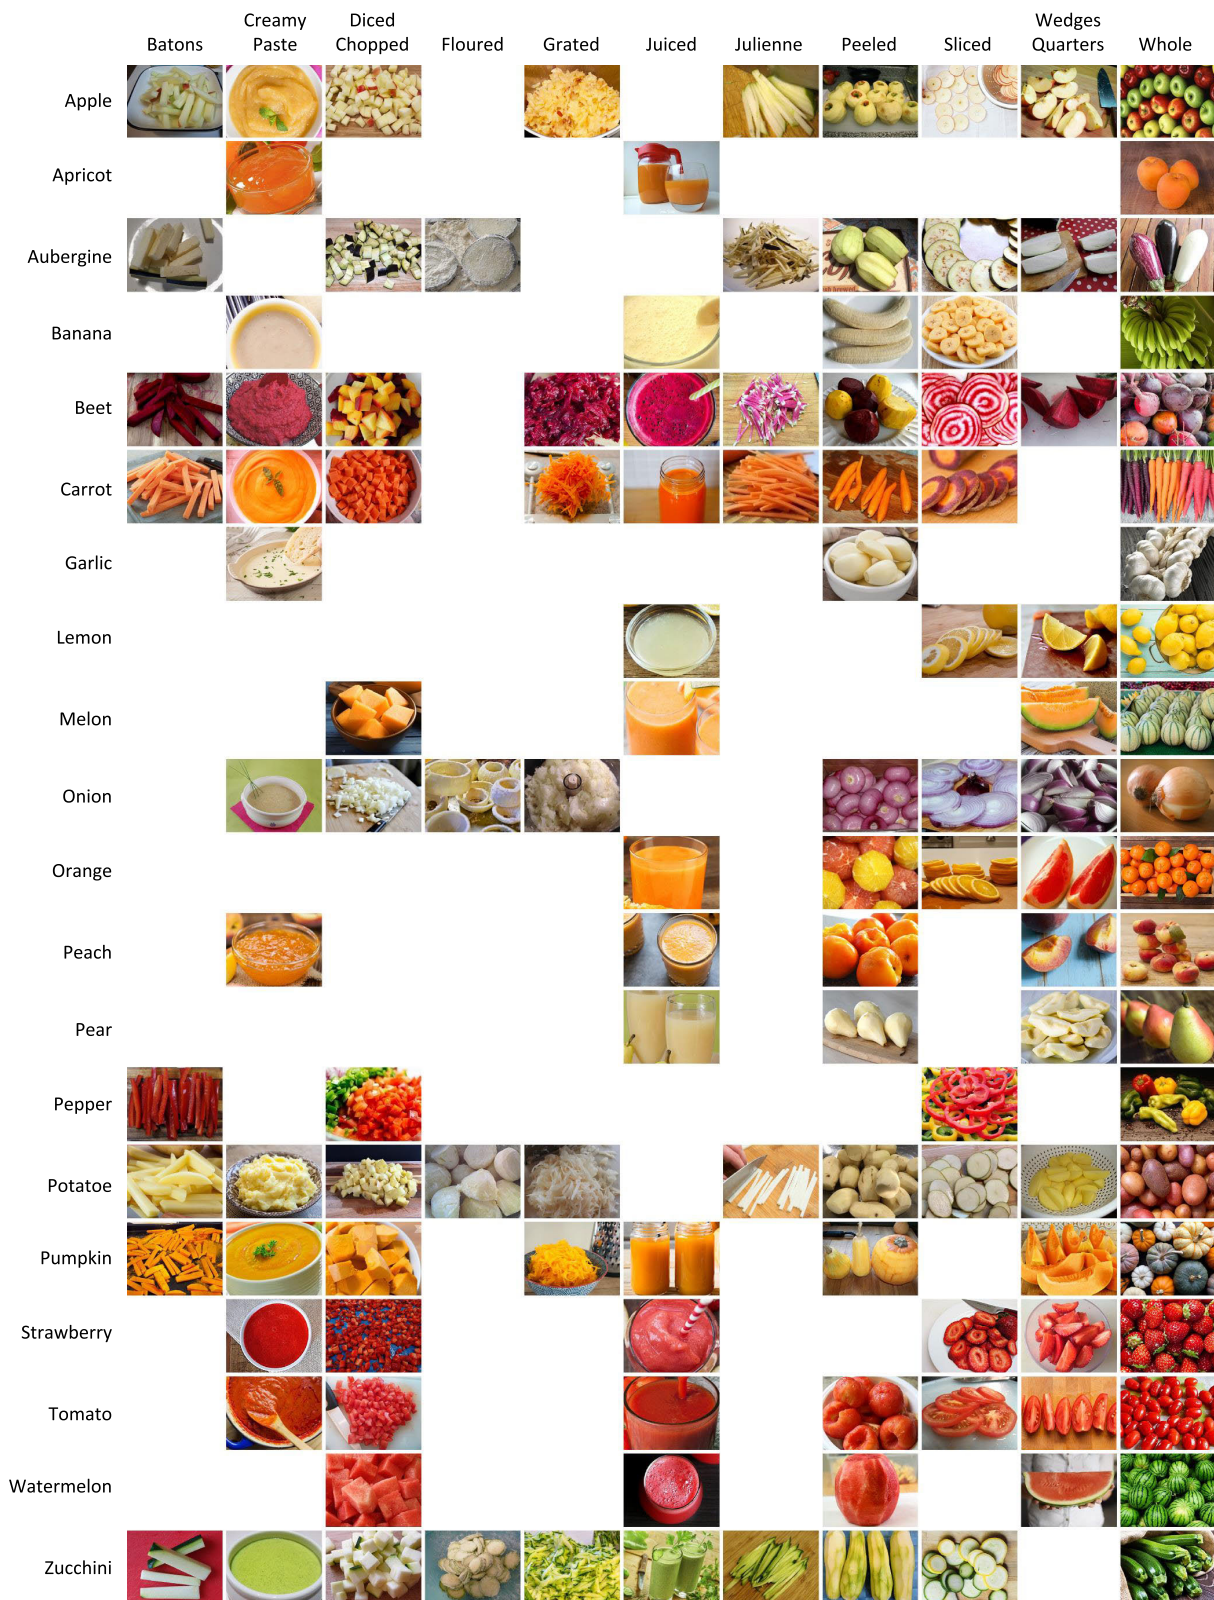 Creamy Diced Wedges
Batons Paste Chopped Floured Grated Juiced Julienne Peeled Sliced Quarters Whole
Apple
Apricot
Aubergine
Banana
Beet
Carrot
Garlic
Lemon
Melon
Onion
Orange
Peach
Pear
Pepper
Potatoe
Pumpkin
Strawberry
Tomato
Watermelon
Zucchini